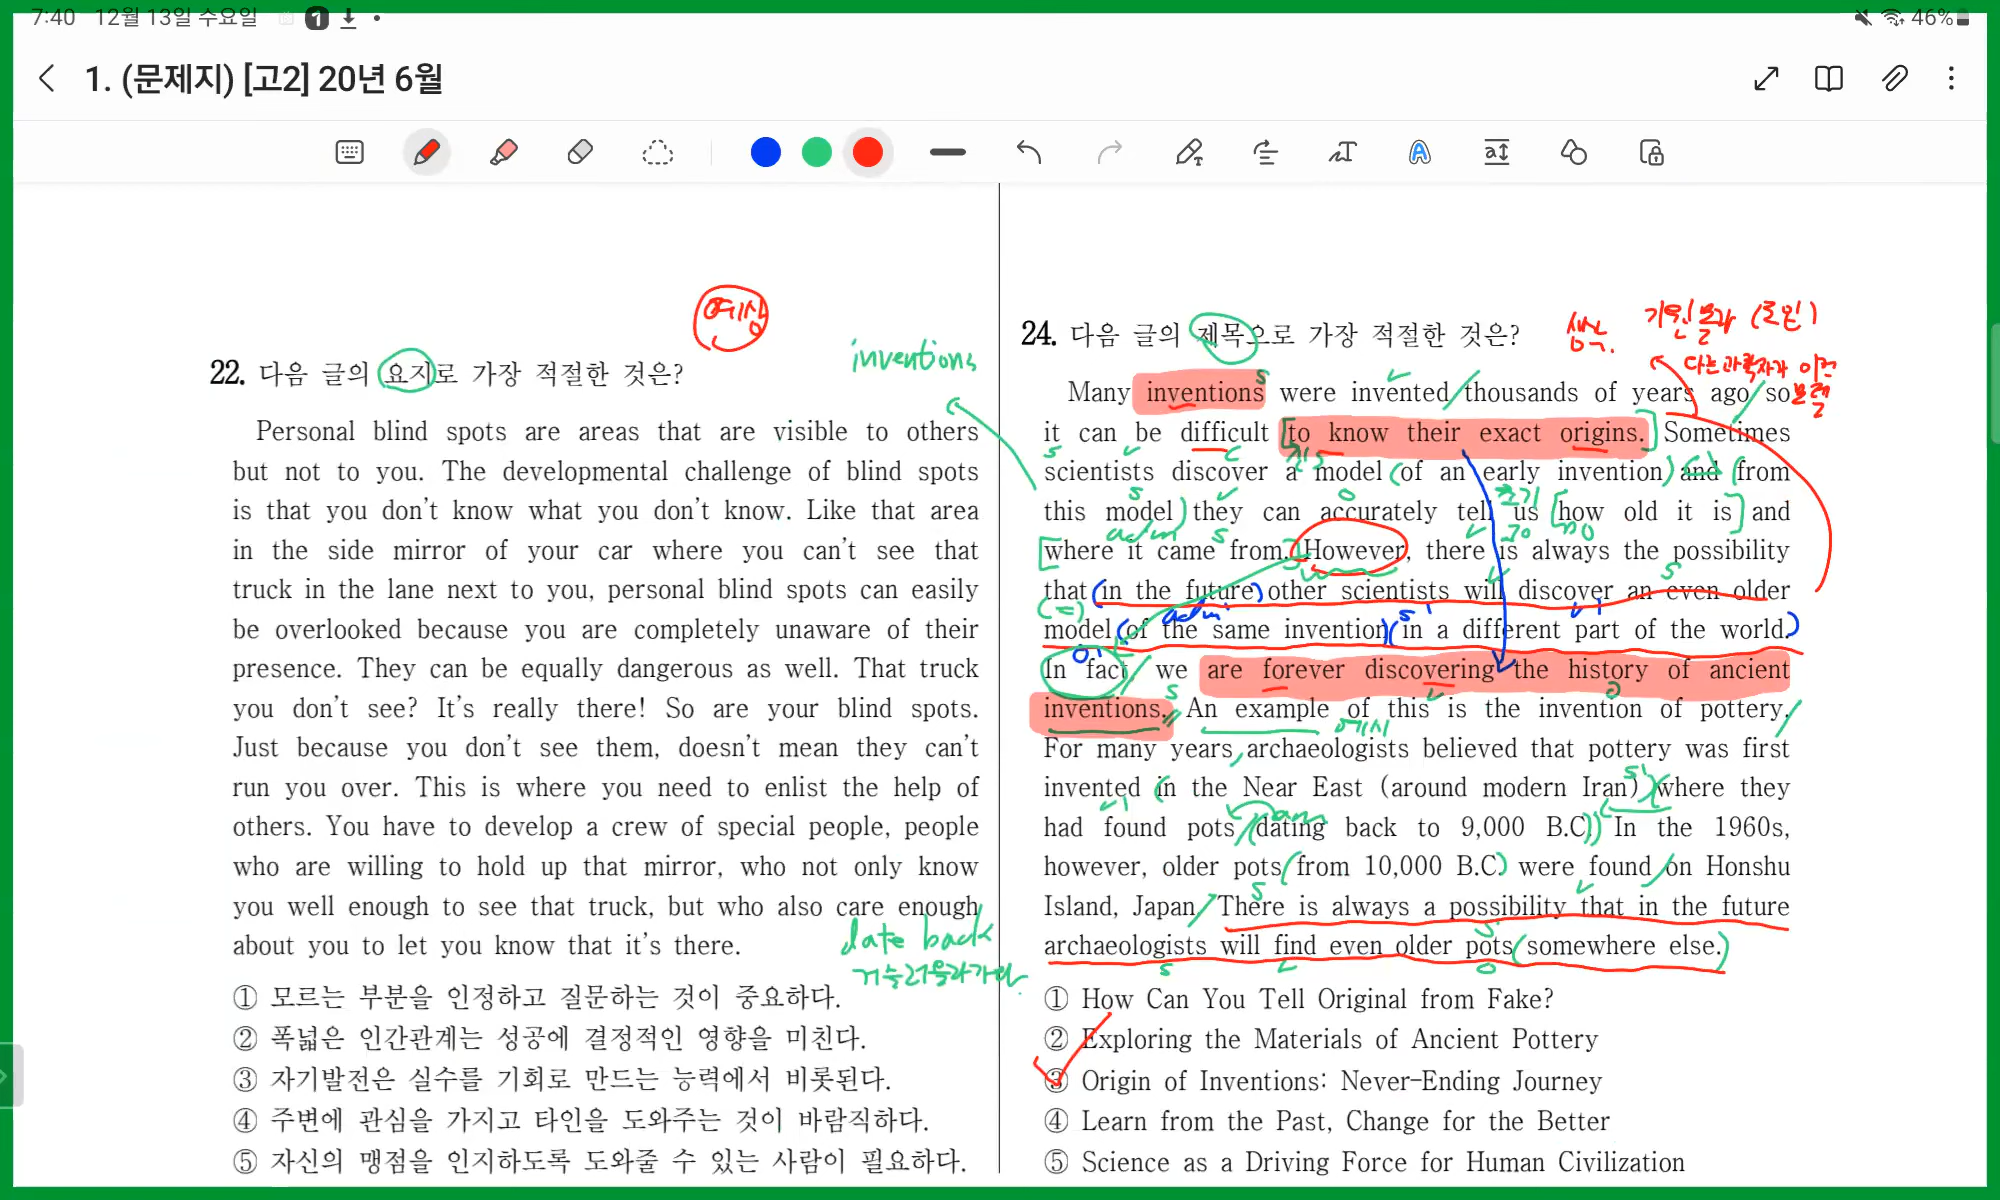 7:40 12월 13일 수요일
46%
1. (문제지) [고2] 20년 6월
예상
22. 다음 글의 요지로 가장 적절한 것은?
Personal blind spots are areas that are visible to others
but not to you. The developmental challenge of blind spots
is that you don't know what you don't know. Like that area
in the side mirror of your car where you can't see that
truck in the lane next to you, personal blind spots can easily
be overlooked because you are completely unaware of their
presence. They can be equally dangerous as well. That truck
you don't see? It's really there! So are your blind spots.
Just because you don't see them, doesn't mean they can't
run you over. This is where you need to enlist the help of
others. You have to develop a crew of special people, people
who are willing to hold up that mirror, who not only know
you well enough to see that truck, but who also care enough
about you to let you know that it's there.
① 모르는 부분을 인정하고 질문하는 것이 중요하다.
② 폭넓은 인간관계는 성공에 결정적인 영향을 미친다.
③ 자기발전은 실수를 기회로 만드는 능력에서 비롯된다.
④ 주변에 관심을 가지고 타인을 도와주는 것이 바람직하다.
⑤ 자신의 맹점을 인지하도록 도와줄 수 있는 사람이 필요하다.
inventions
date back
거슬러올라가다
24. 다음 글의 제목으로 가장 적절한 것은?
Many inventions were invented thousands of years ago so
it can be difficult to know their exact origins. Sometimes
scientists discover a model of an early invention and from
this model they can accurately tell us how old it is and
where it came from. However, there is always the possibility
that in the future other scientists will discover an even older
model of the same invention in a different part of the world.
In fact, we are forever discovering the history of ancient
inventions. An example of this is the invention of pottery.
예시
For many years, archaeologists believed that pottery was first
invented in the Near East (around modern Iran) where they
had found pots dating back to 9,000 B.C. In the 1960s,
however, older pots from 10,000 B.C. were found on Honshu
Island, Japan. There is always a possibility that in the future
archaeologists will find even older pots somewhere else.
① How Can You Tell Original from Fake?
② Exploring the Materials of Ancient Pottery
③ Origin of Inventions: Never-Ending Journey
④ Learn from the Past, Change for the Better
⑤ Science as a Driving Force for Human Civilization